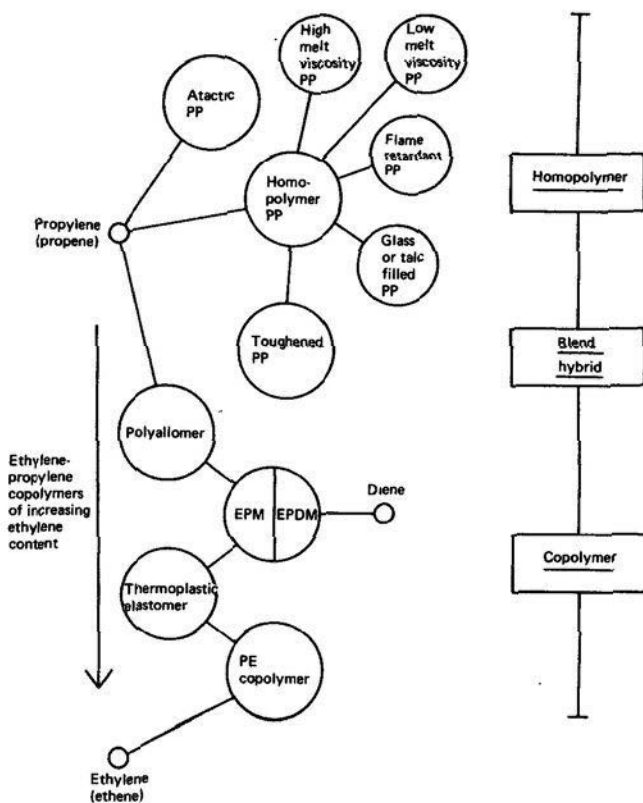 High
melt
viscosity
PP
Low
melt
viscosity
PP
Atactic
PP
Flame
retardant
PP
Homo-
polymer
PP
Homopolymer
Propylene
(propene)
Glass
or talc
filled
PP
Toughened
PP
Blend
hybrid
Polyallomer
Ethylene-
propylene
copolymers
of increasing
ethylene
content
Diene
EPM
EPDM
Copolymer
Thermoplastic
elastomer
PE
copolymer
Ethylene
(ethene)